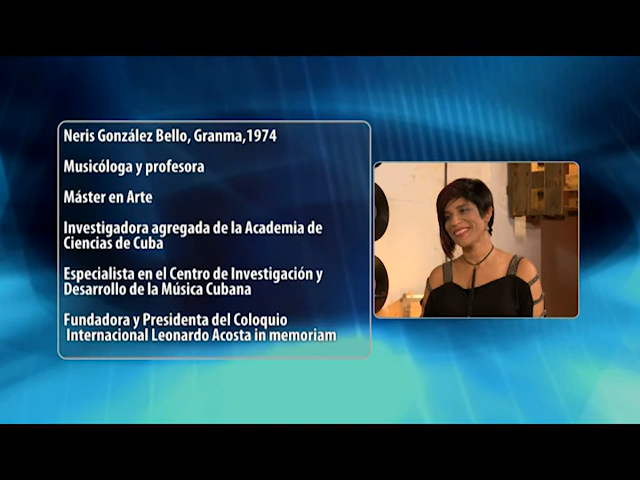 Neris González Bello, Granma,1974
Musicóloga y profesora
Máster en Arte
Investigadora agregada de la Academia de
Ciencias de Cuba
Especialista en el Centro de Investigación y
Desarrollo de la Música Cubana
Fundadora y Presidenta del Coloquio
Internacional Leonardo Acosta in memoriam